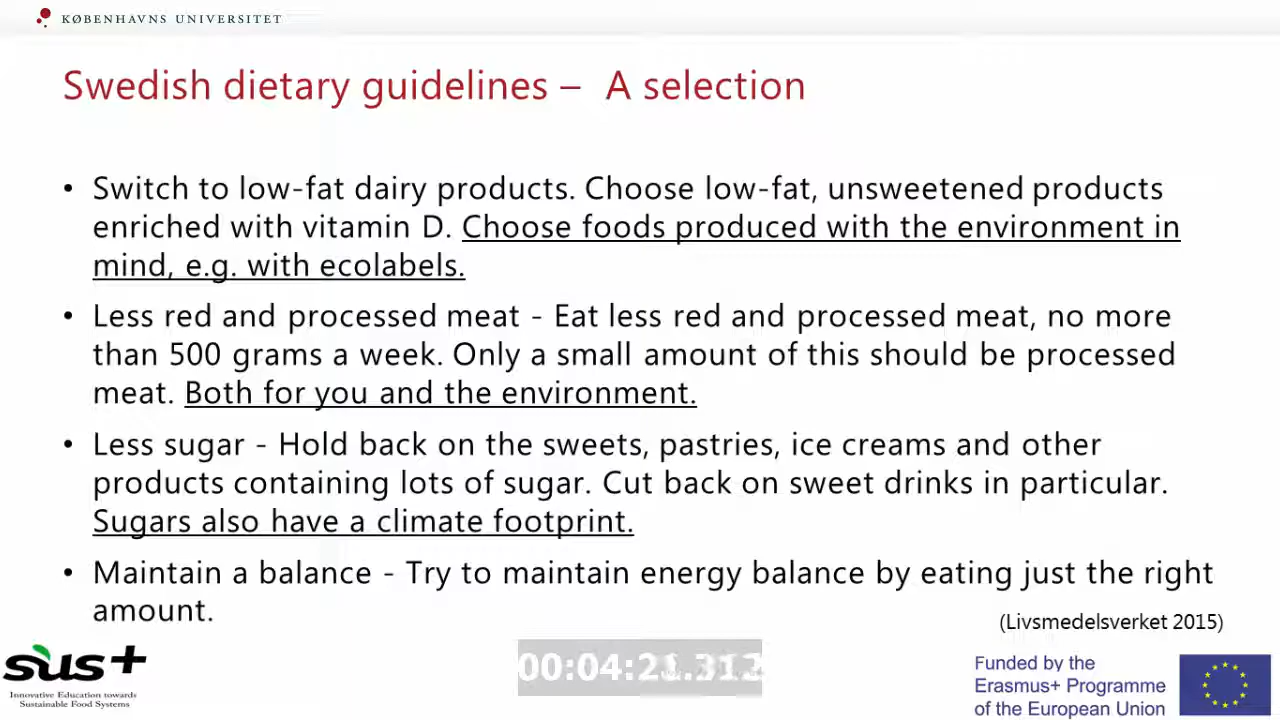 KØBENHAVNS UNIVERSITET
Swedish dietary guidelines – A selection
• Switch to low-fat dairy products. Choose low-fat, unsweetened products
enriched with vitamin D. Choose foods produced with the environment in
mind, e.g. with ecolabels.
• Less red and processed meat - Eat less red and processed meat, no more
than 500 grams a week. Only a small amount of this should be processed
meat. Both for you and the environment.
• Less sugar - Hold back on the sweets, pastries, ice creams and other
products containing lots of sugar. Cut back on sweet drinks in particular.
Sugars also have a climate footprint.
• Maintain a balance - Try to maintain energy balance by eating just the right
amount.
(Livsmedelsverket 2015)
sus+
Innovative Education towards
Sustainable Food Systems
Funded by the
Erasmus+ Programme
of the European Union